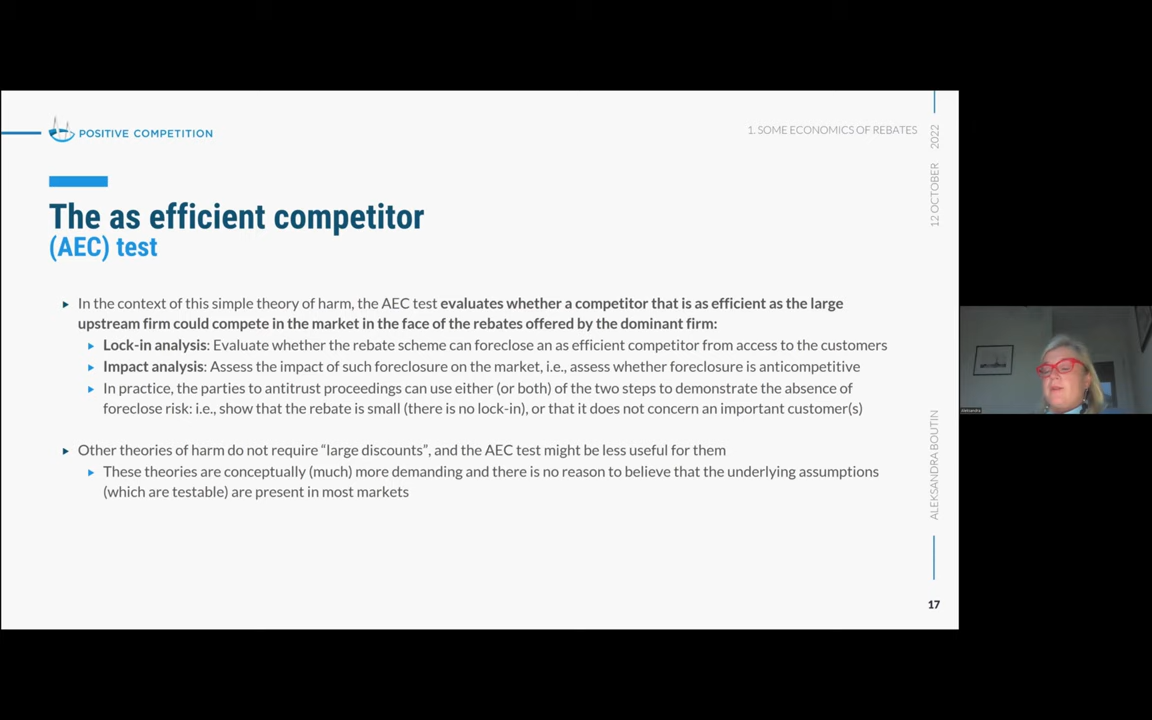 POSITIVE COMPETITION
1. SOME ECONOMICS OF REBATES
12 OCTOBER 2022
The as efficient competitor
(AEC) test
In the context of this simple theory of harm, the AEC test evaluates whether a competitor that is as efficient as the large
upstream firm could compete in the market in the face of the rebates offered by the dominant firm:
Lock-in analysis: Evaluate whether the rebate scheme can foreclose an as efficient competitor from access to the customers
Impact analysis: Assess the impact of such foreclosure on the market, i.e., assess whether foreclosure is anticompetitive
In practice, the parties to antitrust proceedings can use either (or both) of the two steps to demonstrate the absence of
foreclose risk: i.e., show that the rebate is small (there is no lock-in), or that it does not concern an important customer(s)
Other theories of harm do not require “large discounts”, and the AEC test might be less useful for them
These theories are conceptually (much) more demanding and there is no reason to believe that the underlying assumptions
(which are testable) are present in most markets
ALEKSANDRA BOUTIN
17